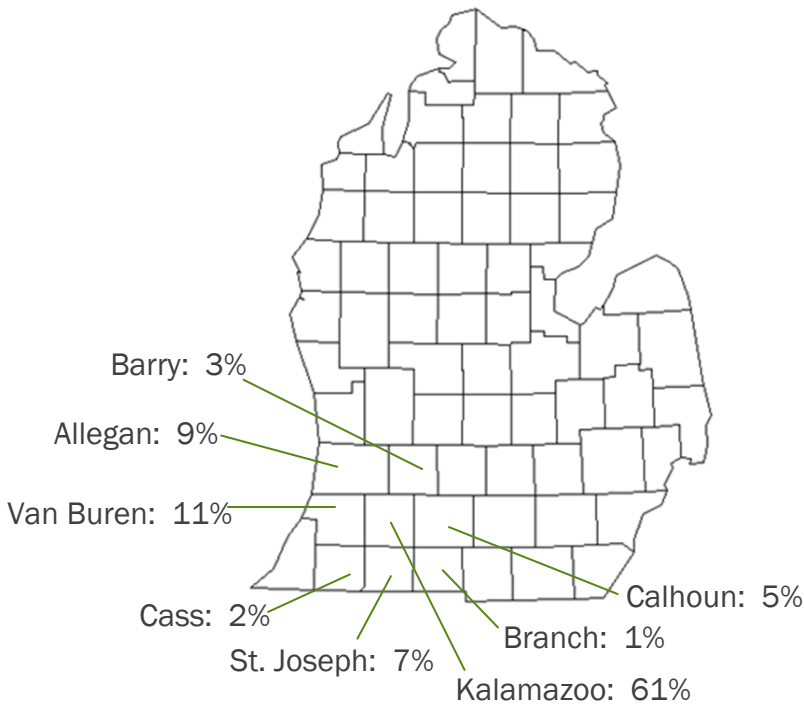 Barry: 3%
Allegan: 9%
Van Buren: 11%
Calhoun: 5%
Cass: 2%
Branch: 1%
St. Joseph: 7%
Kalamazoo: 61%